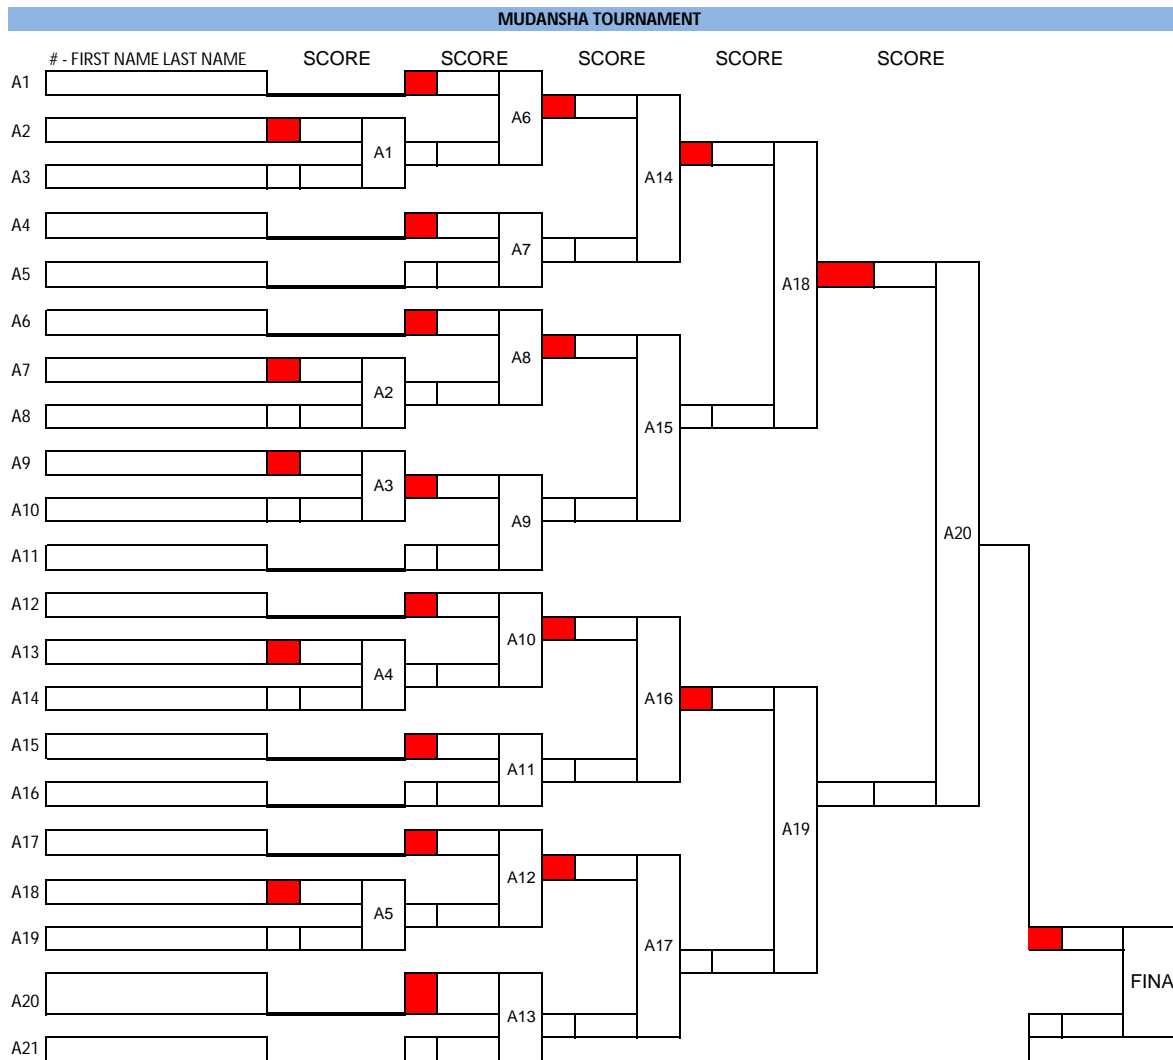 MUDANSHA TOURNAMENT
# - FIRST NAME LAST NAME SCORE SCORE SCORE SCORE SCORE
A1
A6
A2
A1
A3
A14
A4
A7
A5
A18
A6
A8
A7
A2
A8
A15
A9
A3
A10
A9
A11
A20
A12
A10
A13
A4
A14
A16
A15
A11
A16
A19
A17
A12
A18
A5
A19
A17
FINA
A20
A13
A21